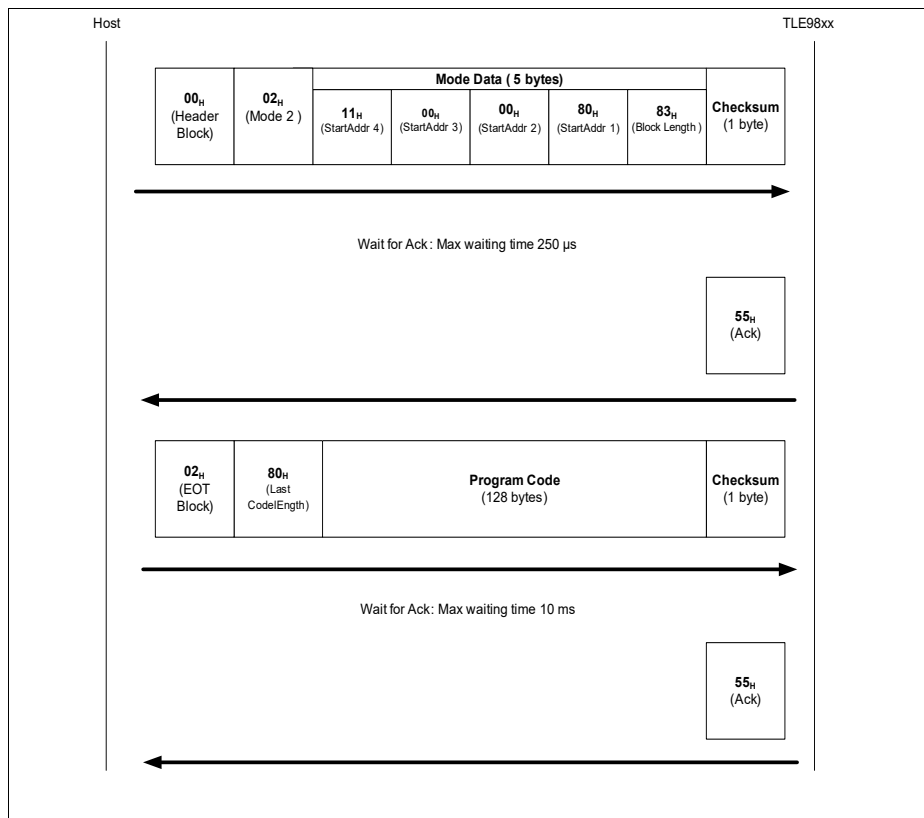 Host
TLE98xx
Mode Data ( 5 bytes)
00H
(Header
Block)
02H
(Mode 2 )
11H
(StartAddr 4)
00H
(StartAddr 3)
00H
(StartAddr 2)
80H
(StartAddr 1)
83H
(Block Length )
Checksum
(1 byte)
Wait for Ack : Max waiting time 250 µs
55H
(Ack)
02H
(EOT
Block)
80H
(Last
CodelEngth)
Program Code
(128 bytes)
Checksum
(1 byte)
Wait for Ack : Max waiting time 10 ms
55H
(Ack)